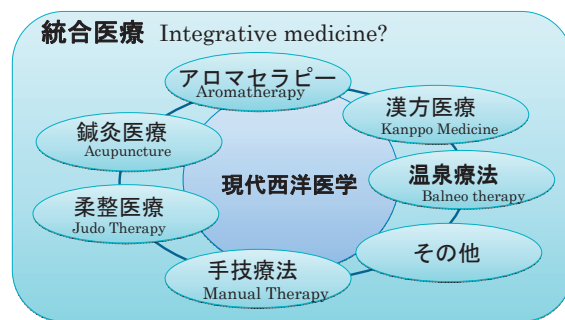 統合医療 Integrative medicine?
アロマセラピー
Aromatherapy
漢方医療
Kanppo Medicine
鍼灸医療
Acupuncture
現代西洋医学
温泉療法
Balneo therapy
柔整医療
Judo Therapy
その他
手技療法
Manual Therapy